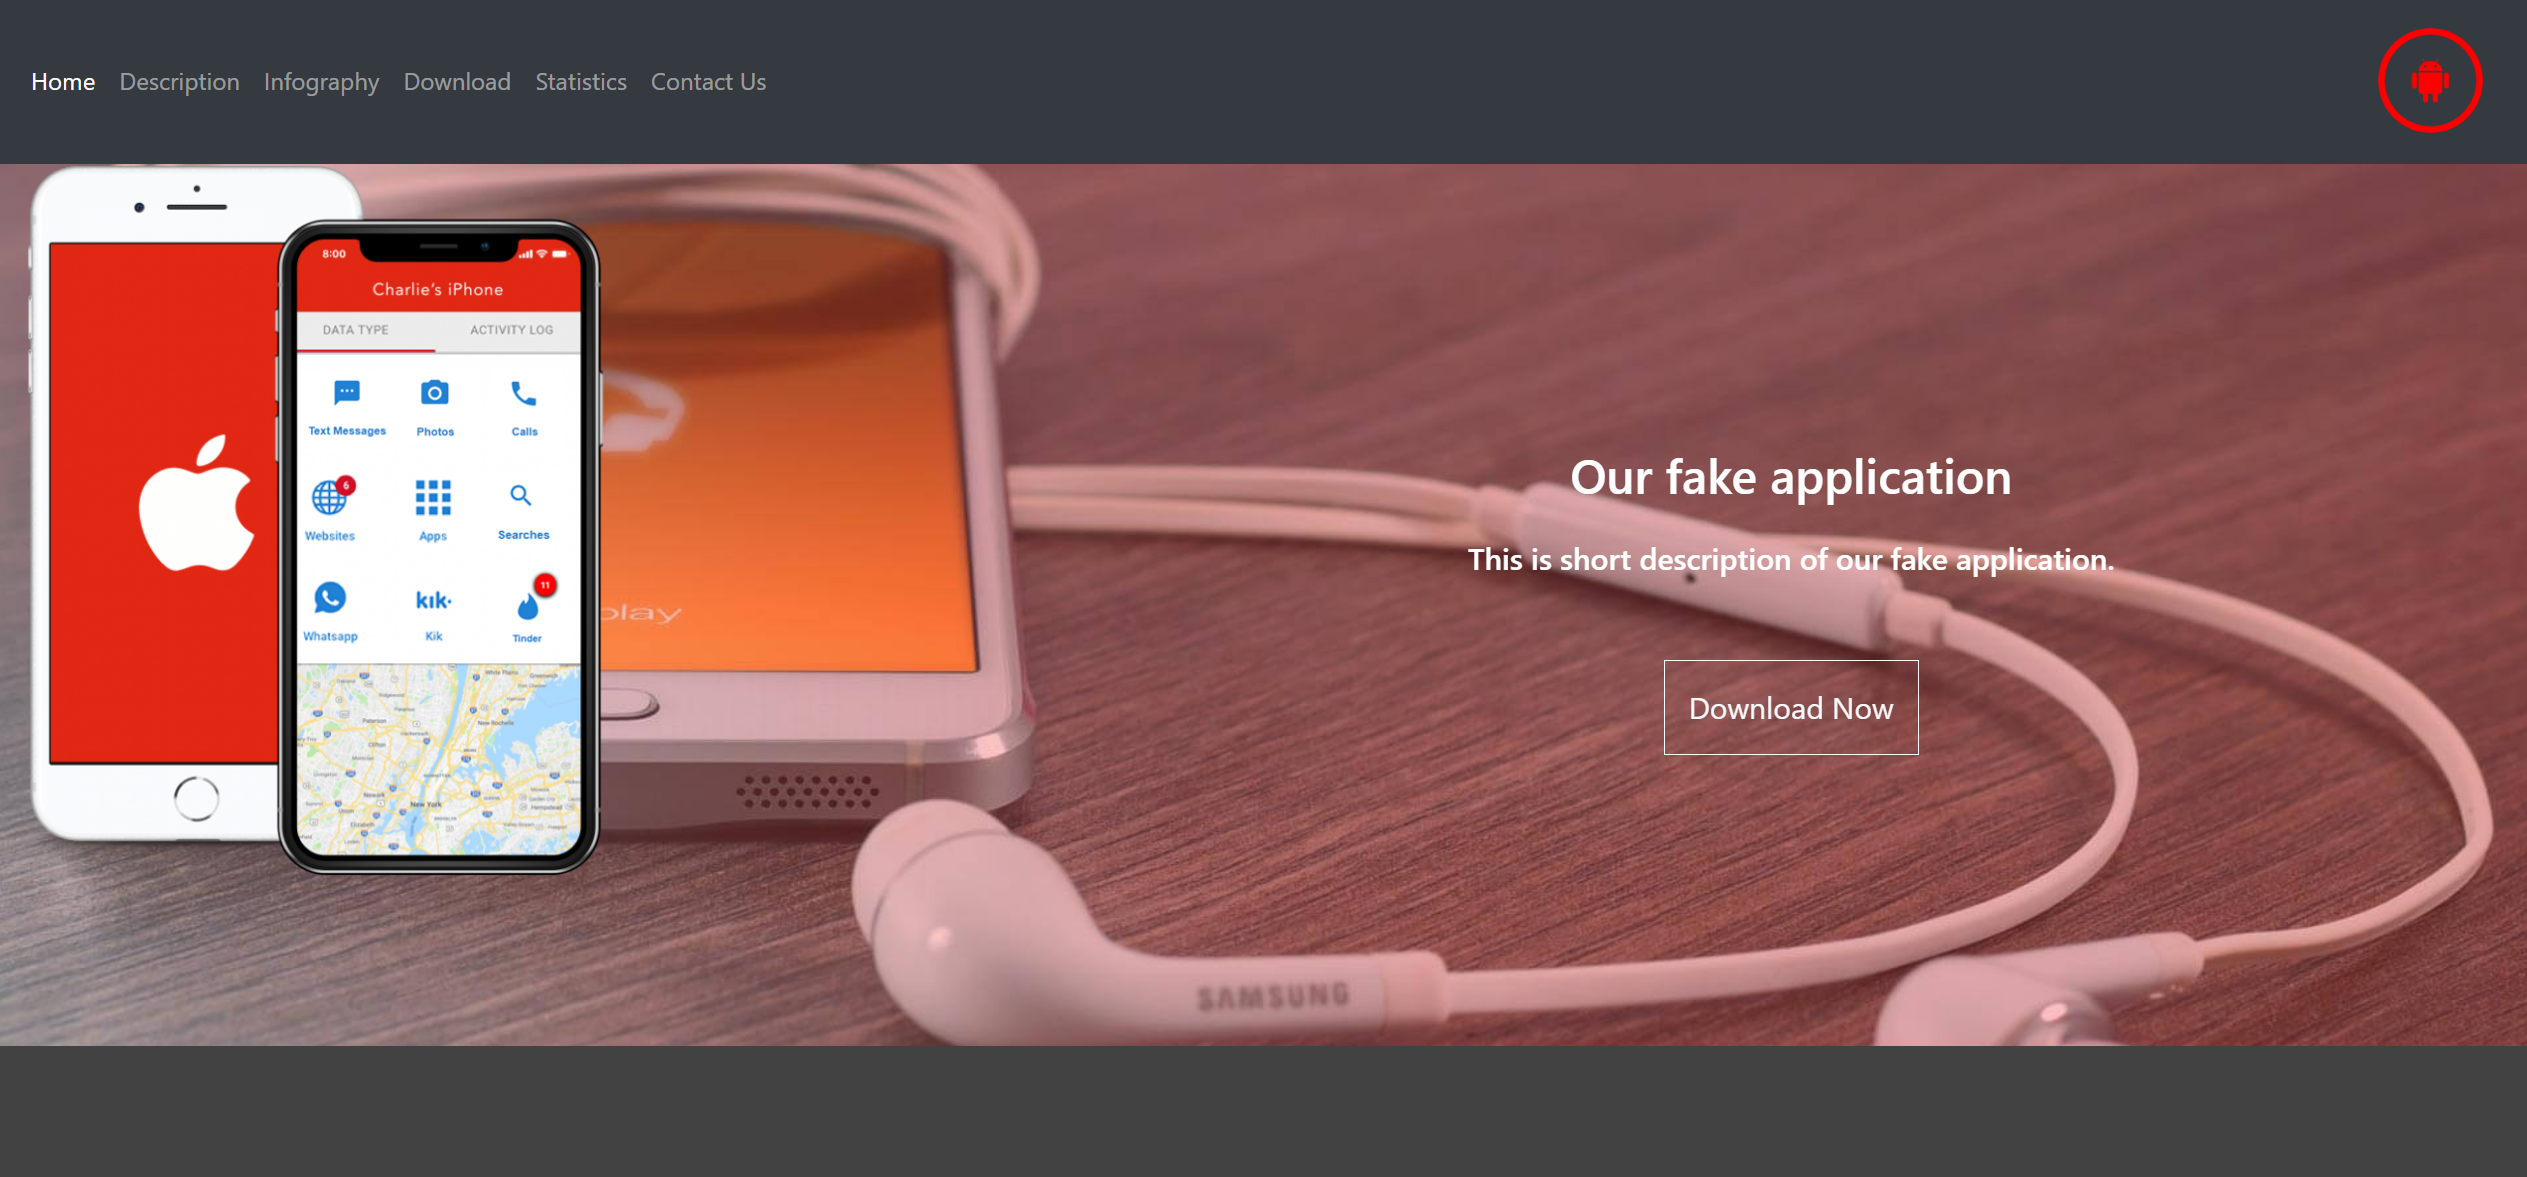 Home Description Infography Download Statistics Contact Us
8:00
Charlie's iPhone
DATA TYPE ACTIVITY LOG
Text Messages Photos Calls
6
Websites Apps Searches
11
Whatsapp kik· Kik Tinder
New York
Our fake application
This is short description of our fake application.
Download Now
play
SAMSUNG